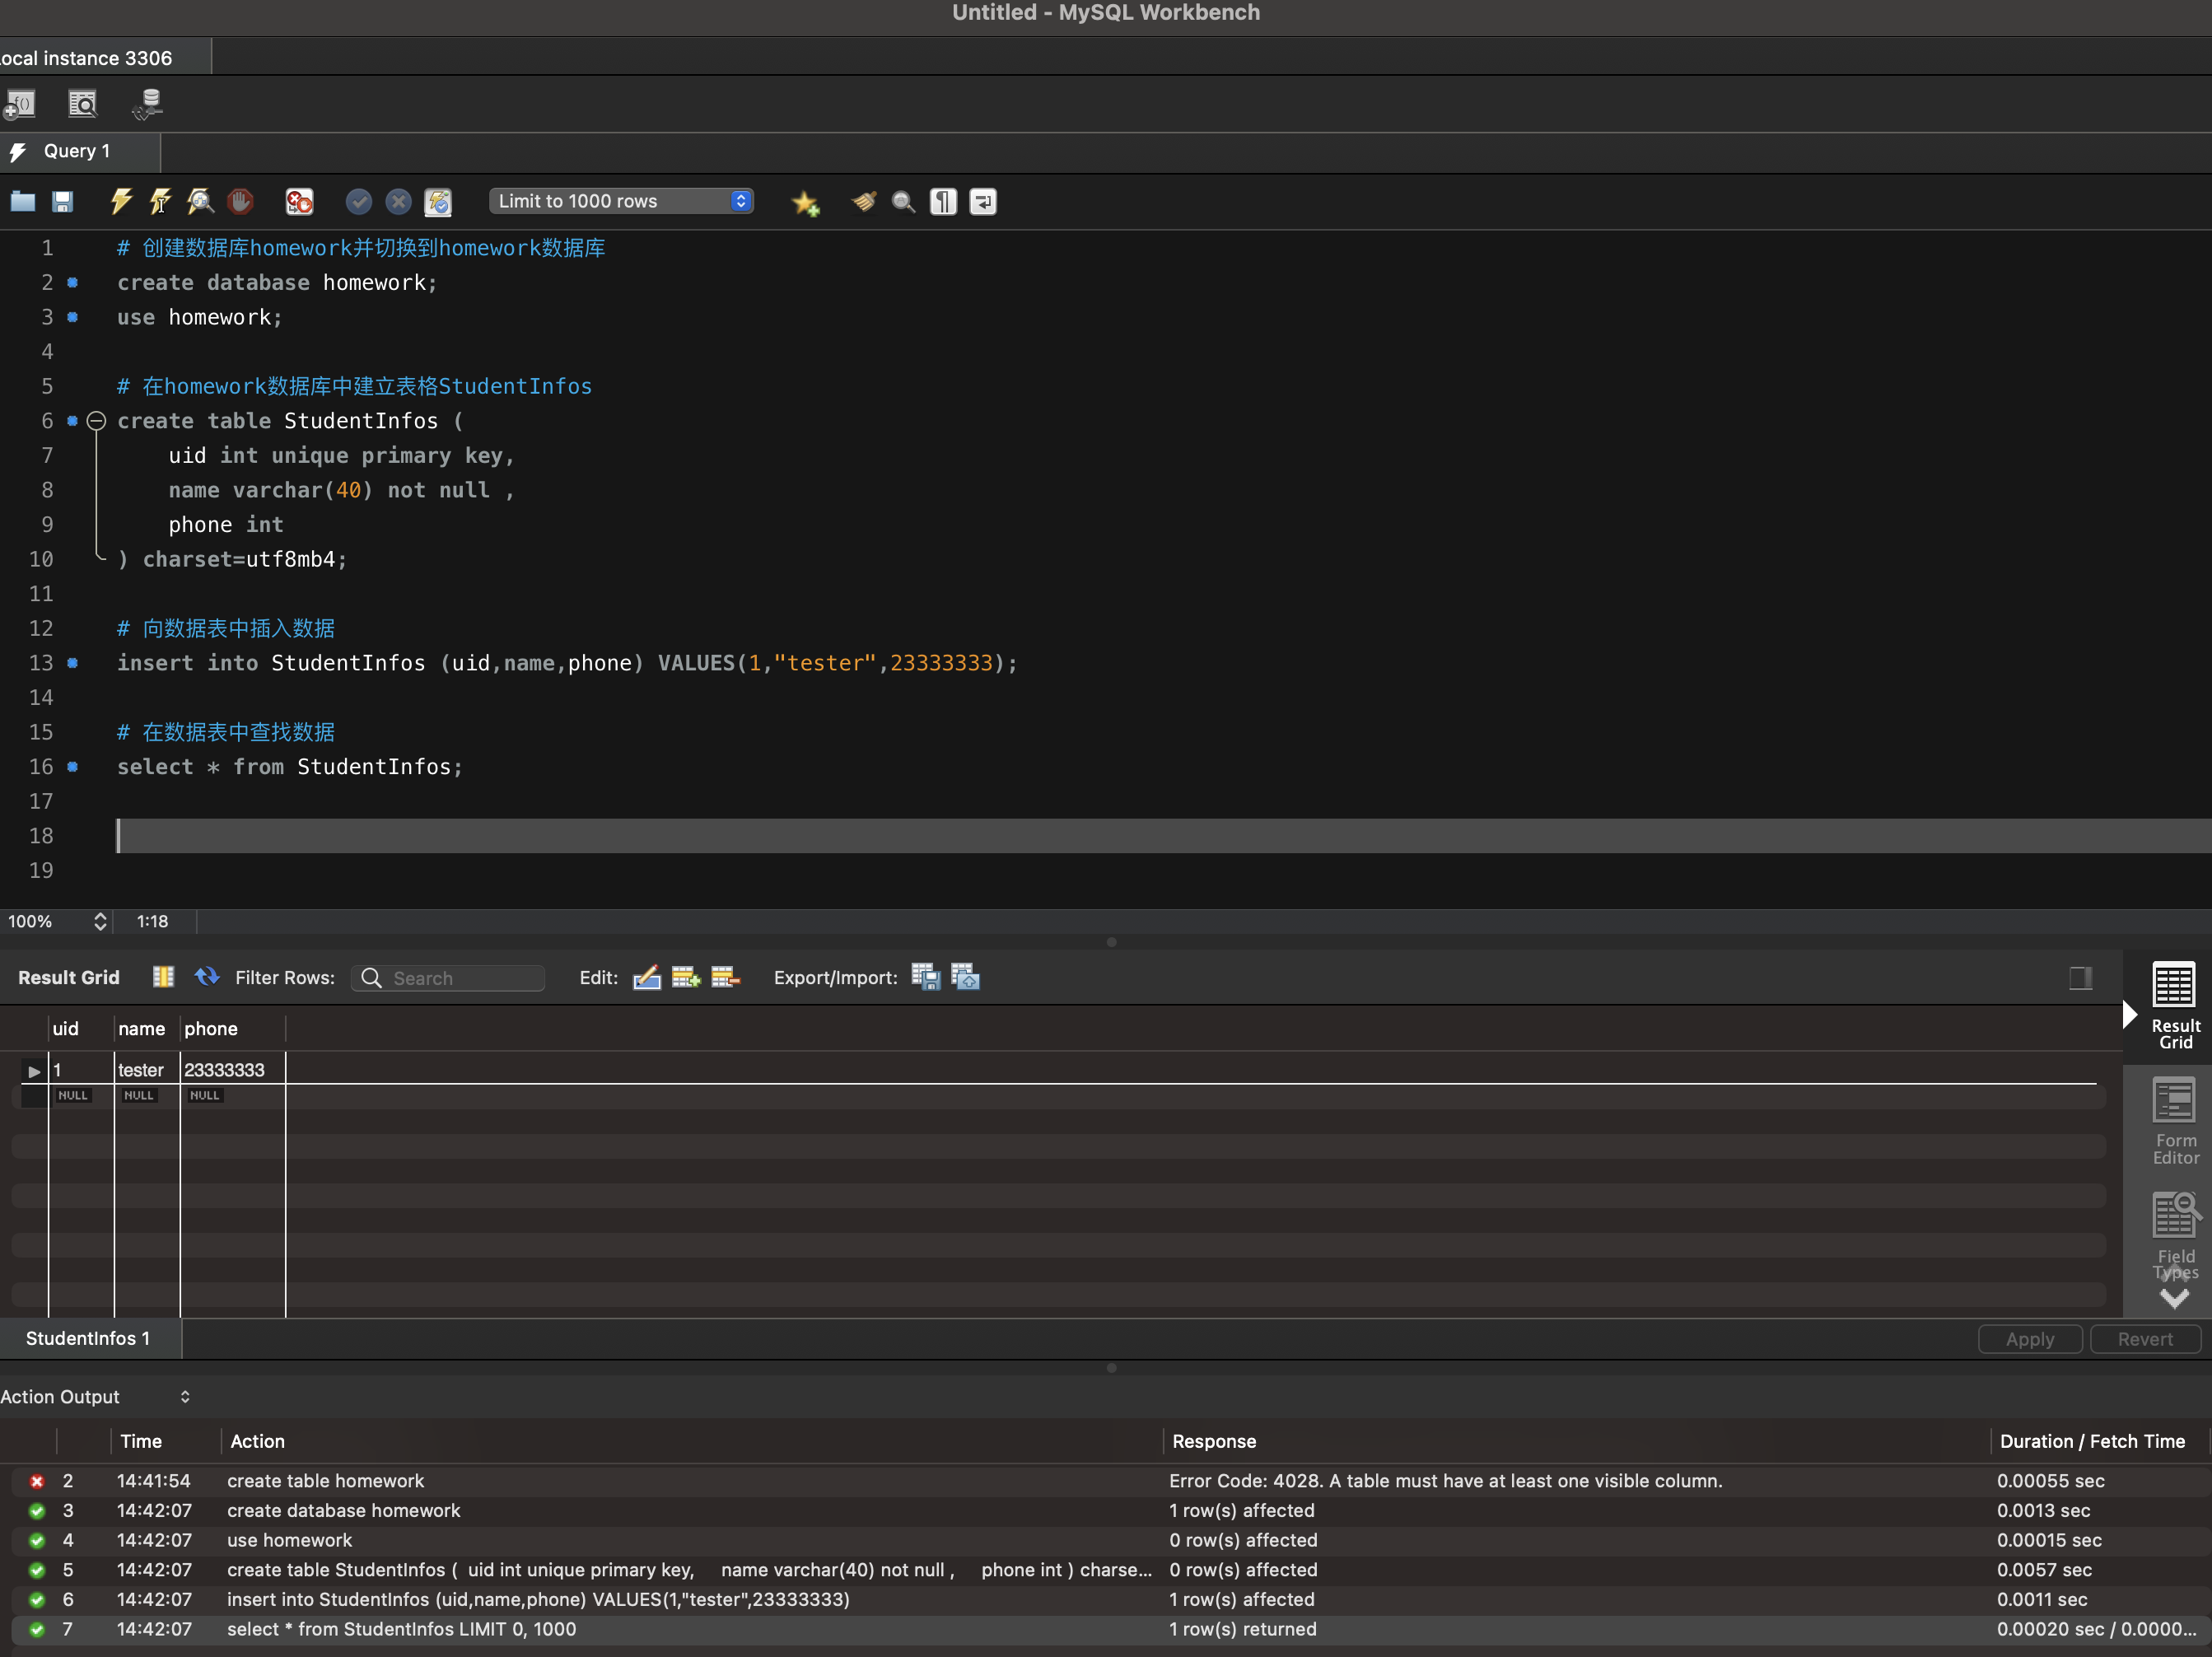 Untitled - MySQL Workbench
ocal instance 3306
Query 1
Limit to 1000 rows
1 # 创建数据库homework并切换到homework数据库
2 create database homework;
3 use homework;
4
5 # 在homework数据库中建立表格StudentInfos
6 create table StudentInfos (
7 uid int unique primary key,
8 name varchar(40) not null ,
9 phone int
10 ) charset=utf8mb4;
11
12 # 向数据表中插入数据
13 insert into StudentInfos (uid,name,phone) VALUES(1,"tester",23333333);
14
15 # 在数据表中查找数据
16 select * from StudentInfos;
17
18
19
100% 1:18
Result Grid Filter Rows: Search Edit: Export/Import:
uid name phone
1 tester 23333333
NULL NULL NULL
Result
Grid
Form
Editor
Field
Types
StudentInfos 1 Apply Revert
Action Output
Time Action Response Duration / Fetch Time
2 14:41:54 create table homework Error Code: 4028. A table must have at least one visible column. 0.00055 sec
3 14:42:07 create database homework 1 row(s) affected 0.0013 sec
4 14:42:07 use homework 0 row(s) affected 0.00015 sec
5 14:42:07 create table StudentInfos ( uid int unique primary key, name varchar(40) not null , phone int ) charse... 0 row(s) affected 0.0057 sec
6 14:42:07 insert into StudentInfos (uid,name,phone) VALUES(1,"tester",23333333) 1 row(s) affected 0.0011 sec
7 14:42:07 select * from StudentInfos LIMIT 0, 1000 1 row(s) returned 0.00020 sec / 0.0000...